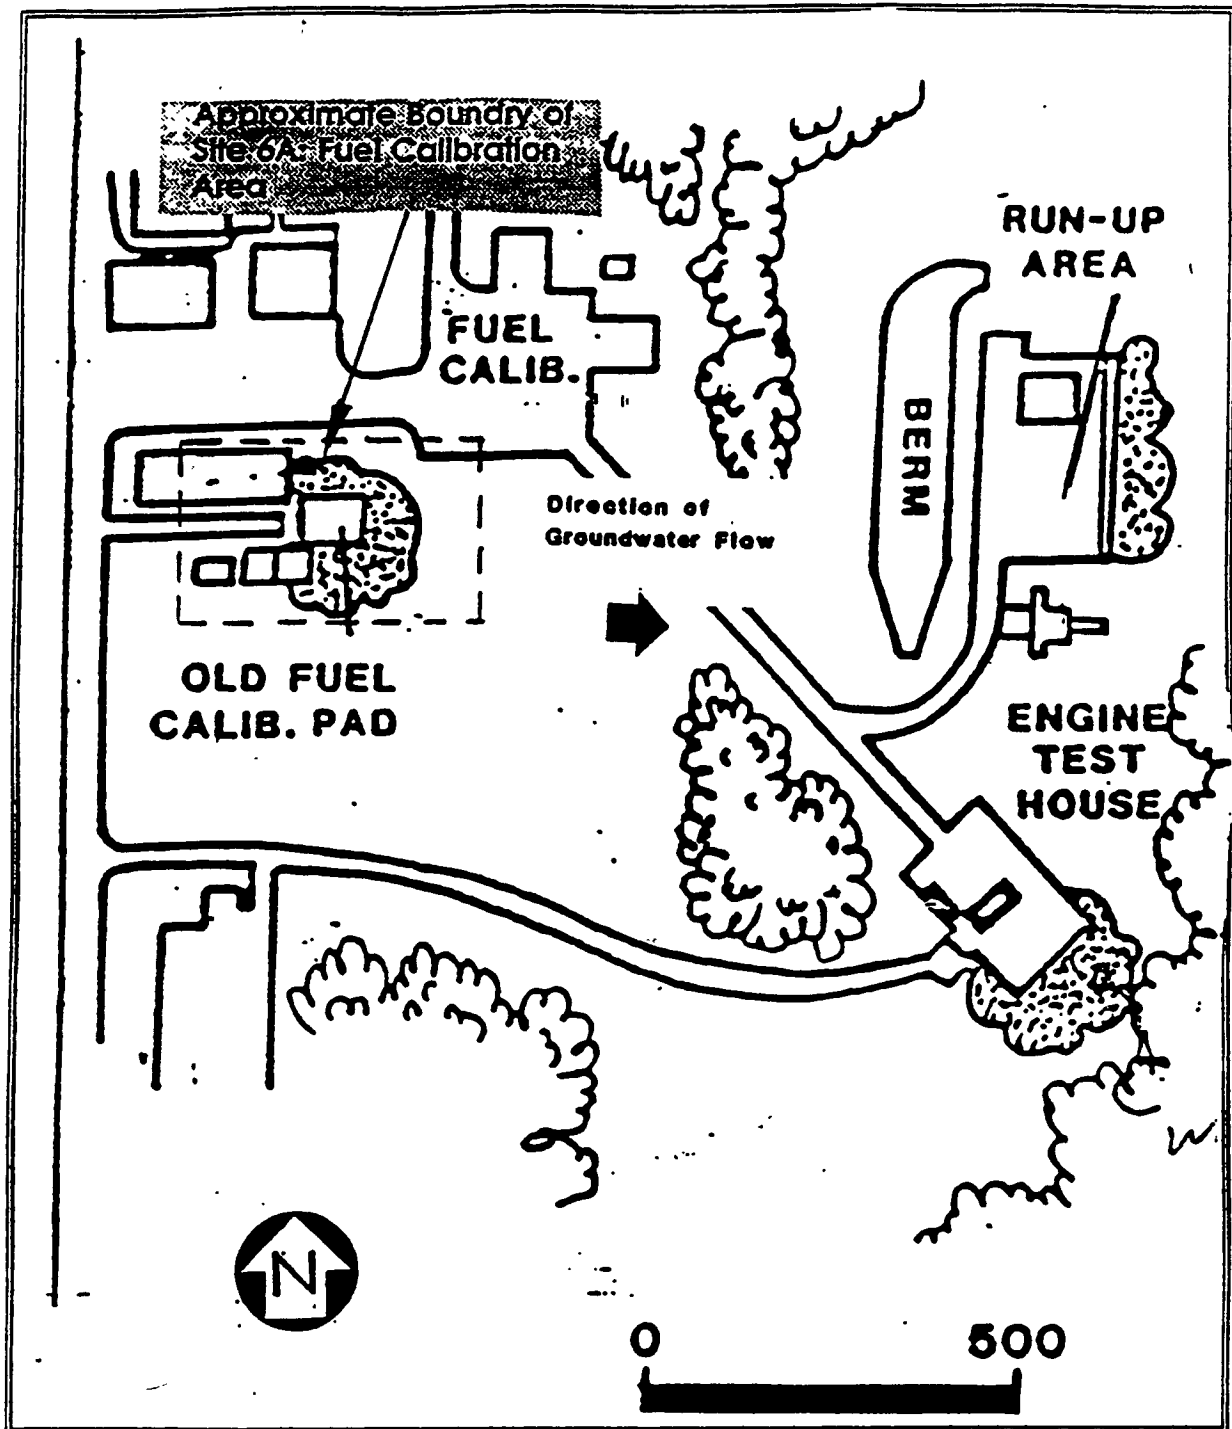 Approximate Boundry of
Site 6A: Fuel Calibration
Area
RUN-UP
AREA
FUEL
CALIB.
BERM
Direction of
Groundwater Flow
OLD FUEL
CALIB. PAD
ENGINE
TEST
HOUSE
N
0 500